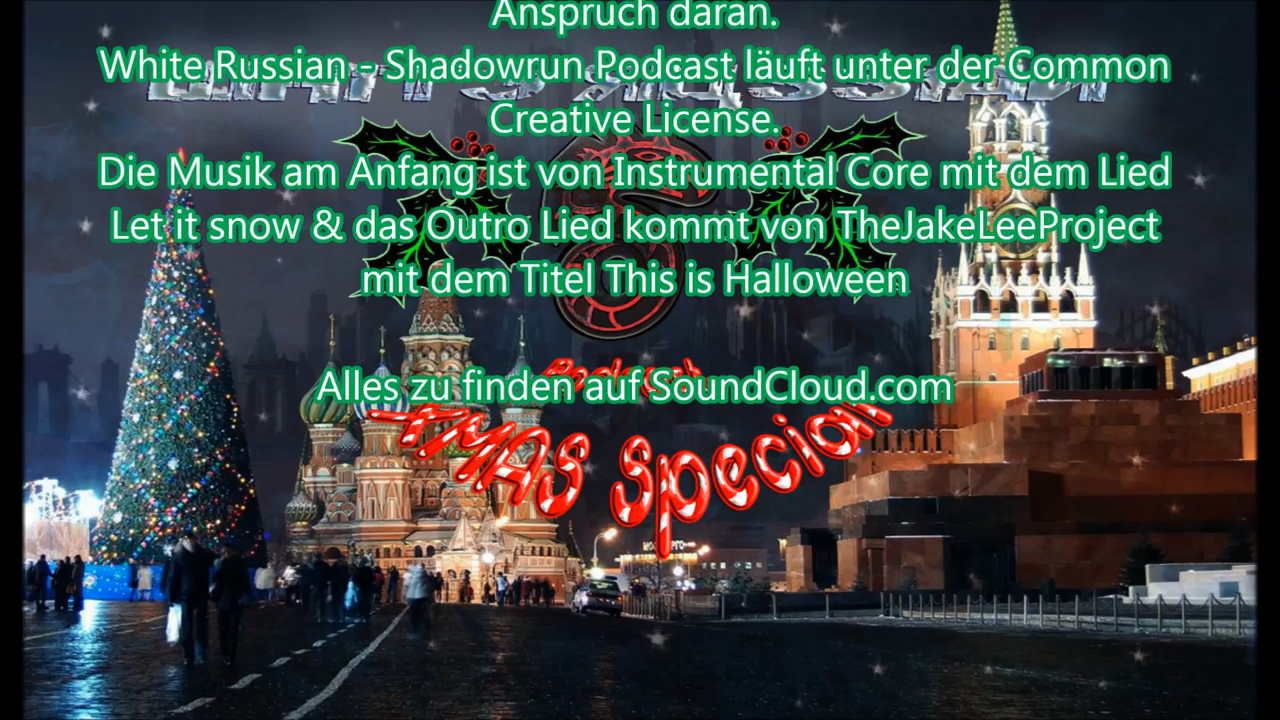 Anspruch daran.
White Russian - Shadowrun Podcast läuft unter der Common
Creative License.
Die Musik am Anfang ist von Instrumental Core mit dem Lied
Let it snow & das Outro Lied kommt von TheJakeLeeProject
mit dem Titel This is Halloween
Alles zu finden auf SoundCloud.com
Podcast
XMAS Special